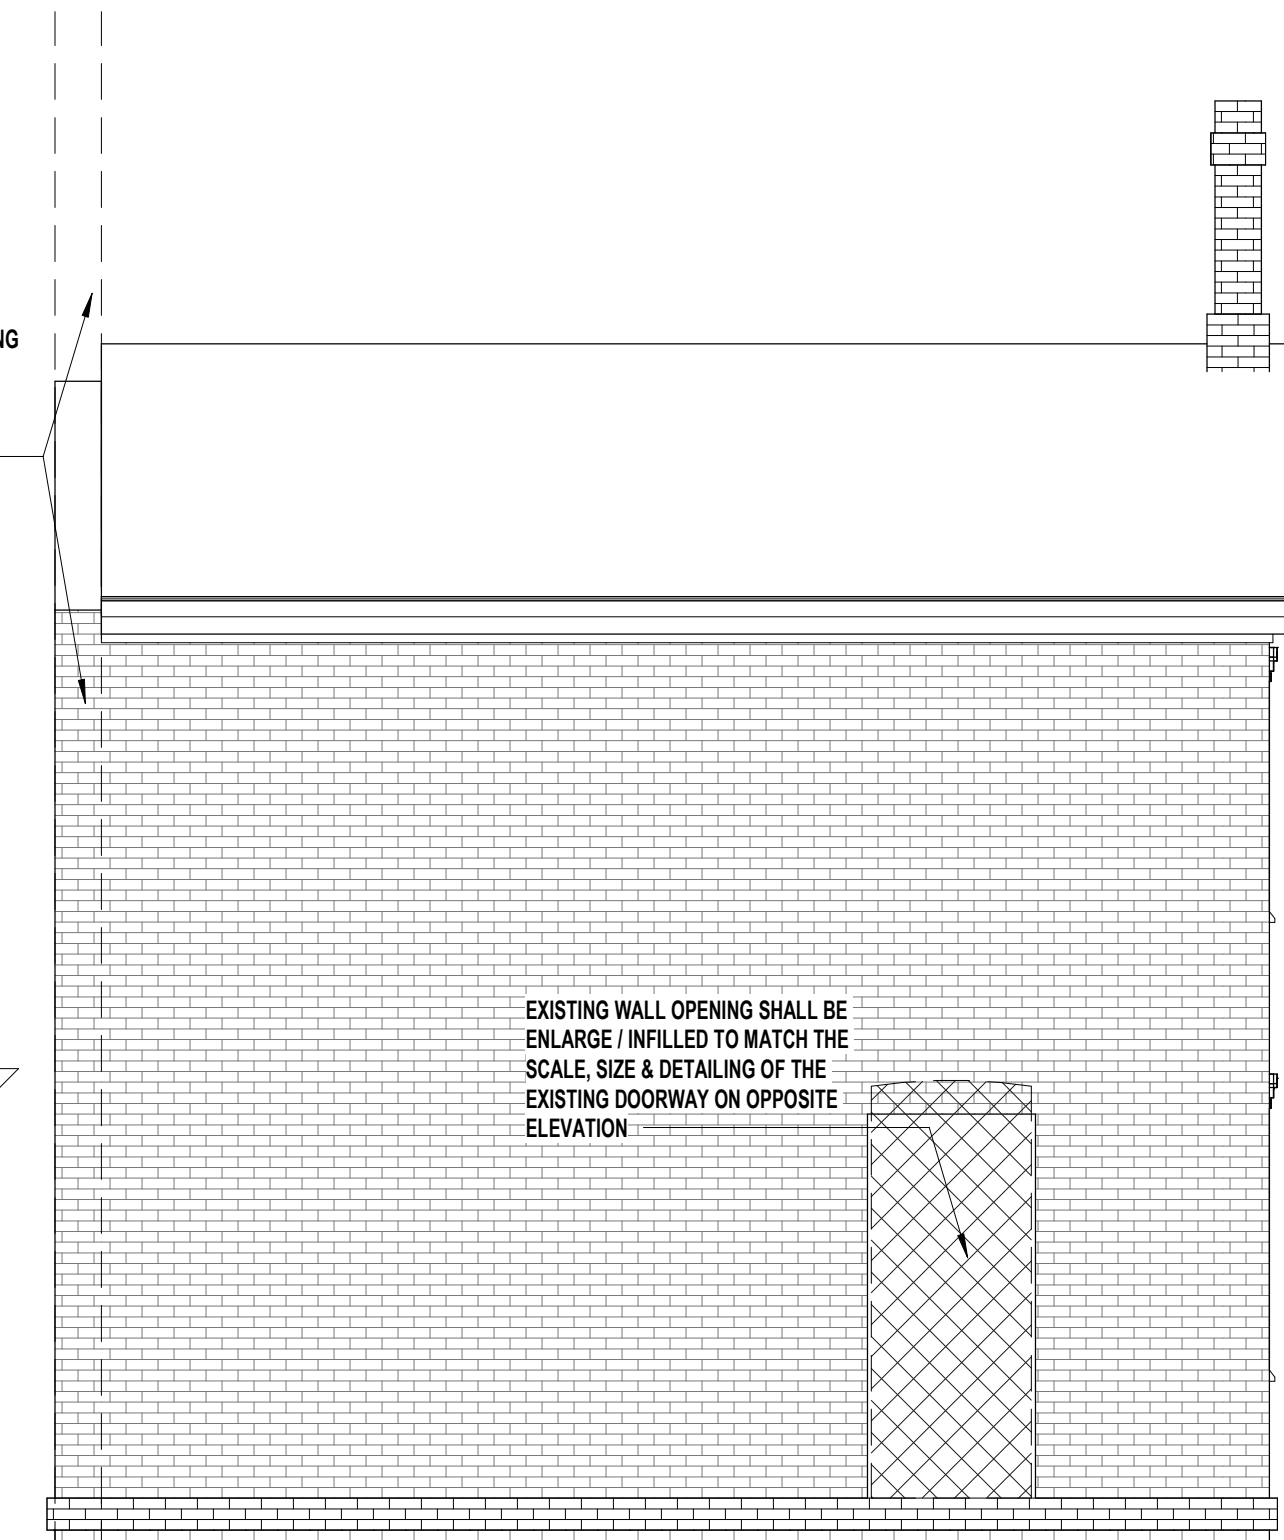 NG
EXISTING WALL OPENING SHALL BE
ENLARGE / INFILLED TO MATCH THE
SCALE, SIZE & DETAILING OF THE
EXISTING DOORWAY ON OPPOSITE
ELEVATION